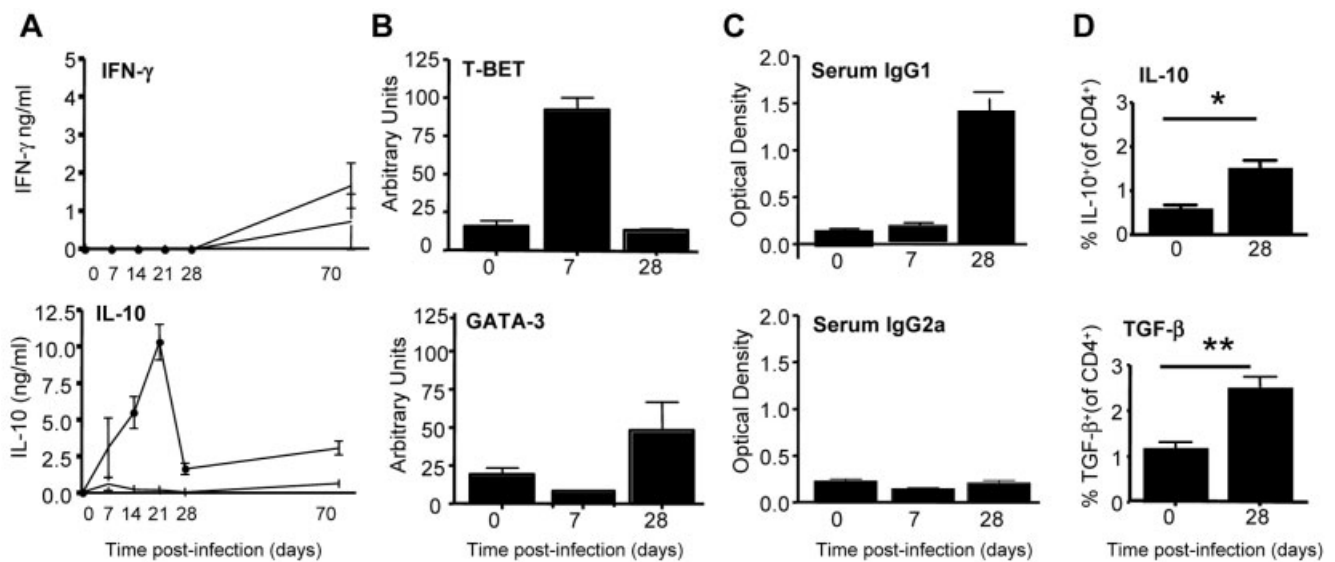 A
IFN-γ
IFN-γ ng/ml
5
4
3
2
1
0
0 7 14 21 28 70
IL-10
IL-10 (ng/ml)
12.5
10.0
7.5
5.0
2.5
0.0
0 7 14 21 28 70
Time post-infection (days)
B
T-BET
Arbitrary Units
125
100
75
50
25
0
0 7 28
GATA-3
Arbitrary Units
125
100
75
50
25
0
0 7 28
Time post-infection (days)
C
Serum IgG1
Optical Density
2.0
1.5
1.0
0.5
0.0
0 7 28
Serum IgG2a
Optical Density
2.0
1.5
1.0
0.5
0.0
0 7 28
Time post-infection (days)
D
IL-10
% IL-10⁺(of CD4⁺)
3
2
1
0
*
0 28
TGF-β
% TGF-β⁺(of CD4⁺)
3
2
1
0
**
0 28
Time post-infection (days)